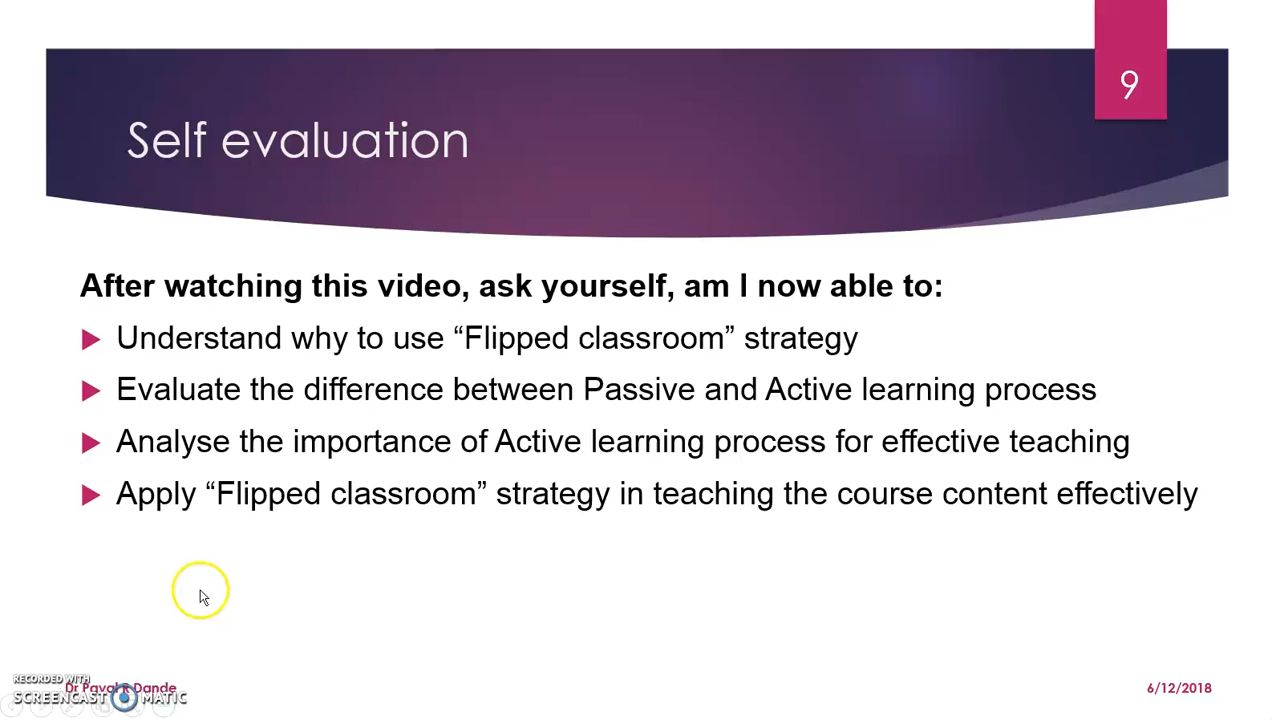 9
Self evaluation
After watching this video, ask yourself, am I now able to:
Understand why to use “Flipped classroom” strategy
Evaluate the difference between Passive and Active learning process
Analyse the importance of Active learning process for effective teaching
Apply “Flipped classroom” strategy in teaching the course content effectively
RECORDED WITH
SCREENCAST MATIC
Dr Payal R Dande
6/12/2018